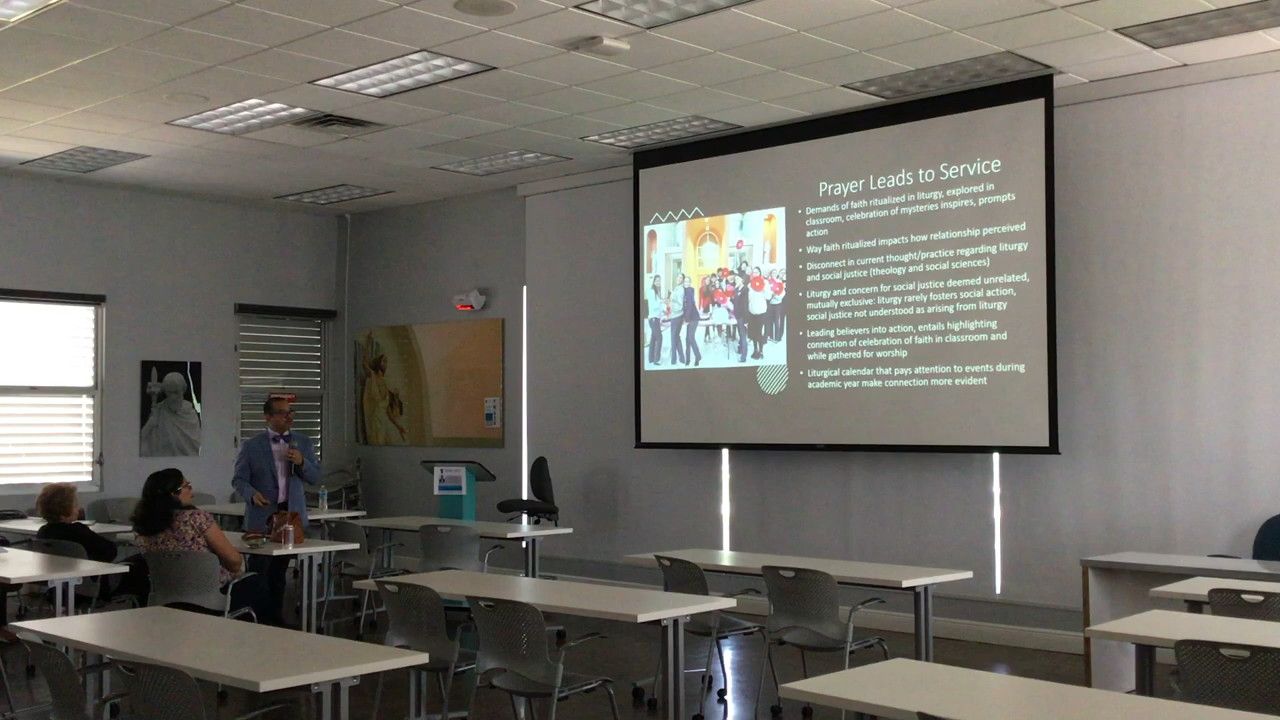 Prayer Leads to Service
• Demands of faith ritualized in liturgy, explored in
classroom, celebration of mysteries inspires, prompts
action
• Way faith ritualized impacts how relationship perceived
• Disconnect in current thought/practice regarding liturgy
and social justice (theology and social sciences)
• Liturgy and concern for social justice deemed unrelated,
mutually exclusive: liturgy rarely fosters social action,
social justice not understood as arising from liturgy
• Leading believers into action, entails highlighting
connection of celebration of faith in classroom and
while gathered for worship
• Liturgical calendar that pays attention to events during
academic year make connection more evident